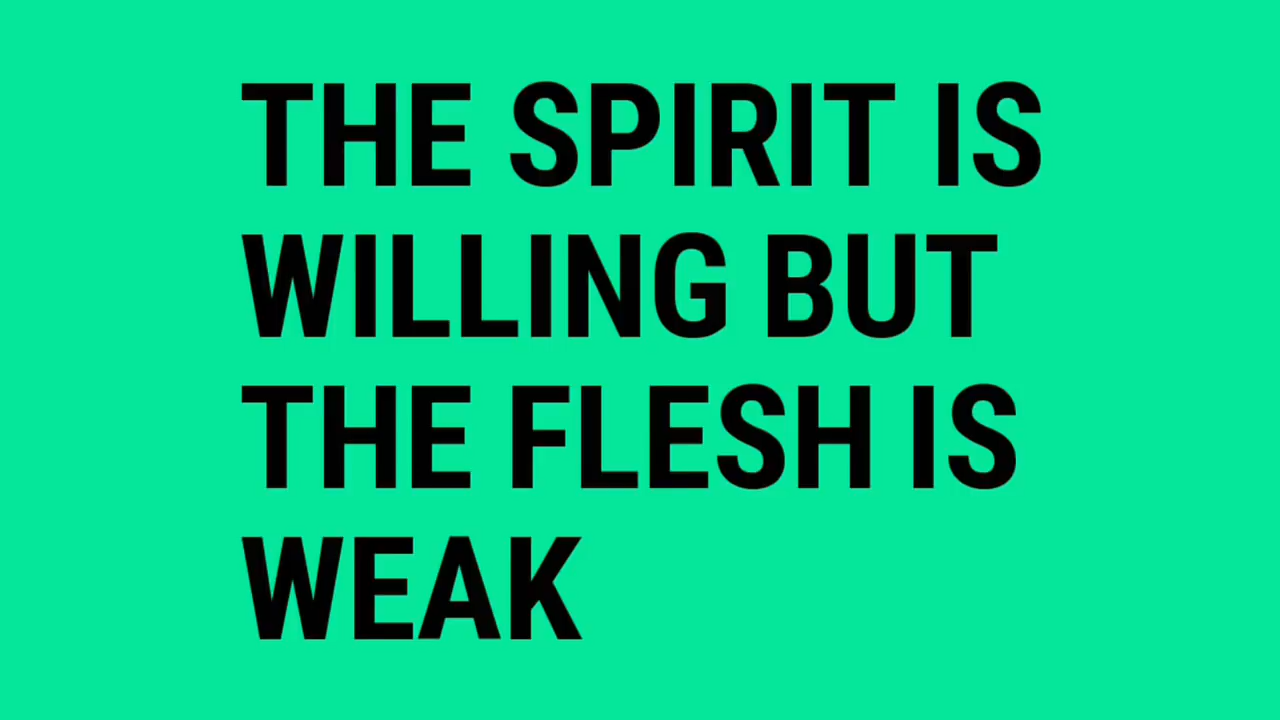 THE SPIRIT IS
WILLING BUT
THE FLESH IS
WEAK